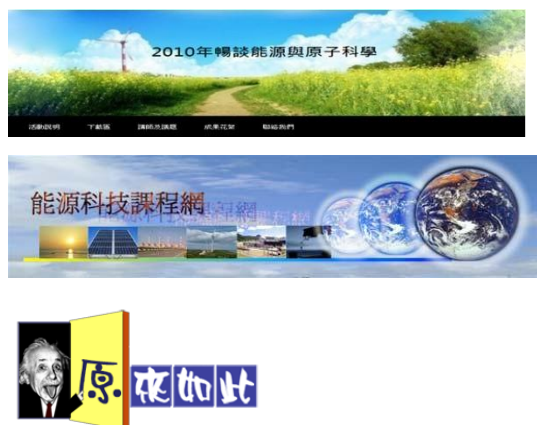 2010年暢談能源與原子科學
活動說明 下載區 講師及講題 成果花絮 聯絡我們
能源科技課程網
原來如此